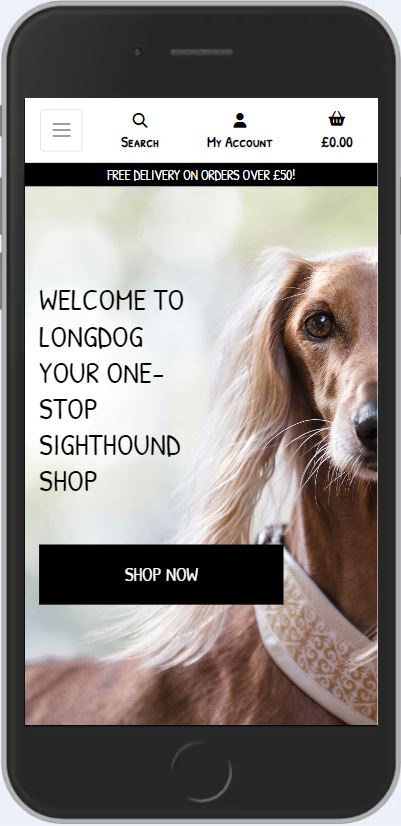 Search
My Account
£0.00
FREE DELIVERY ON ORDERS OVER £50!
WELCOME TO
LONGDOG
YOUR ONE-
STOP
SIGHTHOUND
SHOP
SHOP NOW